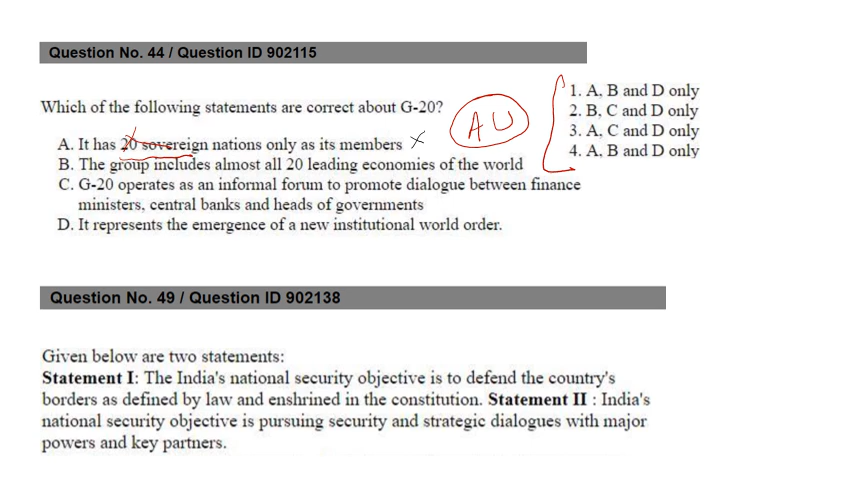 Question No. 44 / Question ID 902115
Which of the following statements are correct about G-20?
A. It has 20 sovereign nations only as its members
B. The group includes almost all 20 leading economies of the world
C. G-20 operates as an informal forum to promote dialogue between finance
ministers, central banks and heads of governments
D. It represents the emergence of a new institutional world order.
AU
1. A, B and D only
2. B, C and D only
3. A, C and D only
4. A, B and D only
Question No. 49 / Question ID 902138
Given below are two statements:
Statement I: The India's national security objective is to defend the country's
borders as defined by law and enshrined in the constitution. Statement II : India's
national security objective is pursuing security and strategic dialogues with major
powers and key partners.